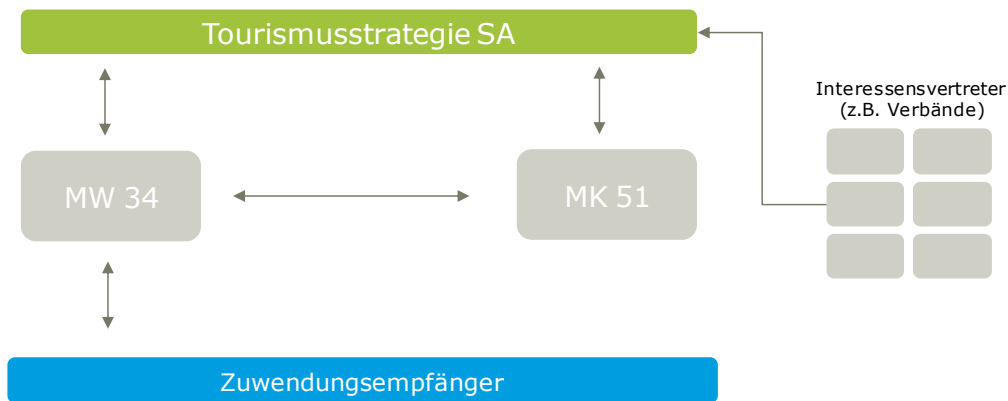 Tourismusstrategie SA
Interessensvertreter
(z.B. Verbände)
MW 34
MK 51
Zuwendungsempfänger